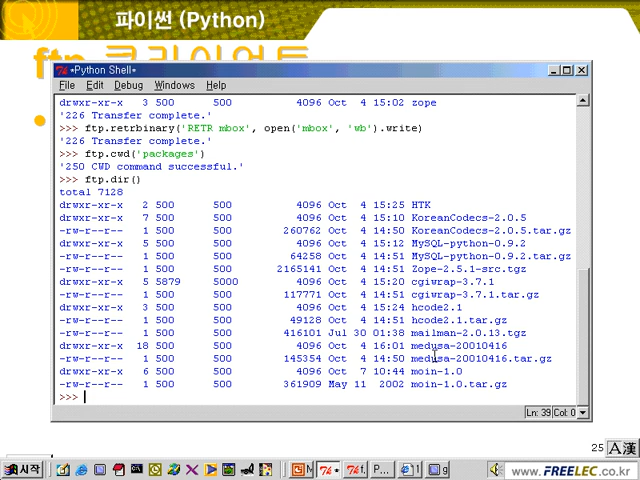 파이썬 (Python)
ftp 클라이언트
*Python Shell*
File Edit Debug Windows Help
drwxr-xr-x 3 500 500 4096 Oct 4 15:02 zope
'226 Transfer complete.'
>>> ftp.retrbinary('RETR mbox', open('mbox', 'wb').write)
'226 Transfer complete.'
>>> ftp.cwd('packages')
'250 CWD command successful.'
>>> ftp.dir()
total 7128
drwxr-xr-x 2 500 500 4096 Oct 4 15:25 HTK
drwxr-xr-x 7 500 500 4096 Oct 4 15:10 KoreanCodecs-2.0.5
-rw-r--r-- 1 500 500 260762 Oct 4 14:50 KoreanCodecs-2.0.5.tar.gz
drwxr-xr-x 5 500 500 4096 Oct 4 15:12 MySQL-python-0.9.2
-rw-r--r-- 1 500 500 64258 Oct 4 14:51 MySQL-python-0.9.2.tar.gz
-rw-r--r-- 1 500 500 2165141 Oct 4 14:51 Zope-2.5.1-src.tgz
drwxr-xr-x 5 5879 5000 4096 Oct 4 15:20 cgiwrap-3.7.1
-rw-r--r-- 1 500 500 117771 Oct 4 14:51 cgiwrap-3.7.1.tar.gz
drwxr-xr-x 3 500 500 4096 Oct 4 15:24 hcode2.1
-rw-r--r-- 1 500 500 49128 Oct 4 14:51 hcode2.1.tar.gz
-rw-r--r-- 1 500 500 416101 Jul 30 01:38 mailman-2.0.13.tgz
drwxr-xr-x 18 500 500 4096 Oct 4 16:01 medusa-20010416
-rw-r--r-- 1 500 500 145354 Oct 4 14:50 medusa-20010416.tar.gz
drwxr-xr-x 6 500 500 4096 Oct 7 10:44 moin-1.0
-rw-r--r-- 1 500 500 361909 May 11 2002 moin-1.0.tar.gz
>>>
Ln: 39 Col: 0
25 A漢
시작 M * f. P... 1 g www.FREELEC.co.kr